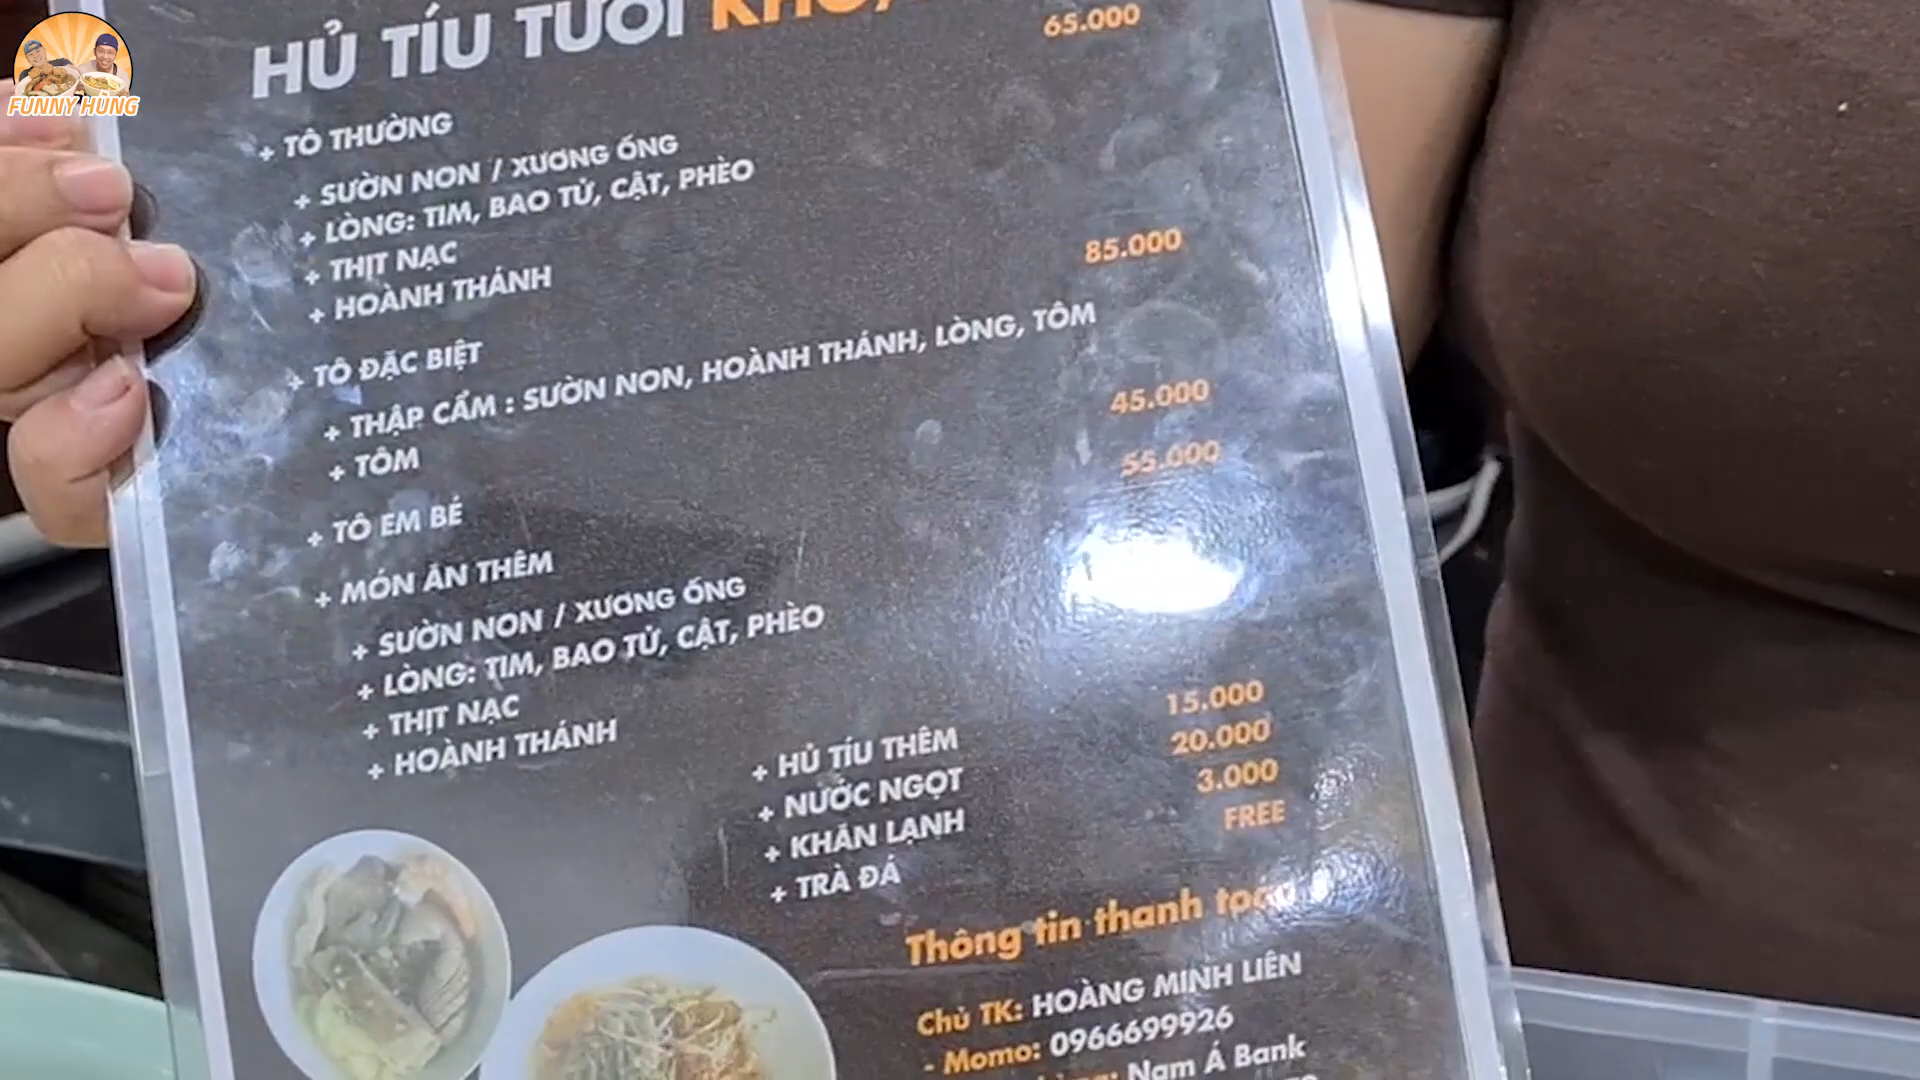 FUNNY HÙNG
HỦ TÍU TƯƠI
65.000
+ TÔ THƯỜNG
+ SƯỜN NON / XƯƠNG ỐNG
+ LÒNG: TIM, BAO TỬ, CẬT, PHÈO
+ THỊT NẠC
+ HOÀNH THÁNH
85.000
+ TÔ ĐẶC BIỆT
+ THẬP CẨM : SƯỜN NON, HOÀNH THÁNH, LÒNG, TÔM
+ TÔM
45.000
+ TÔ EM BÉ
55.000
+ MÓN ĂN THÊM
+ SƯỜN NON / XƯƠNG ỐNG
+ LÒNG: TIM, BAO TỬ, CẬT, PHÈO
+ THỊT NẠC
+ HOÀNH THÁNH
+ HỦ TÍU THÊM 15.000
+ NƯỚC NGỌT 20.000
+ KHĂN LẠNH 3.000
+ TRÀ ĐÁ FREE
Thông tin thanh toán
Chủ TK: HOÀNG MINH LIÊN
- Momo: 0966699926
Nam Á Bank